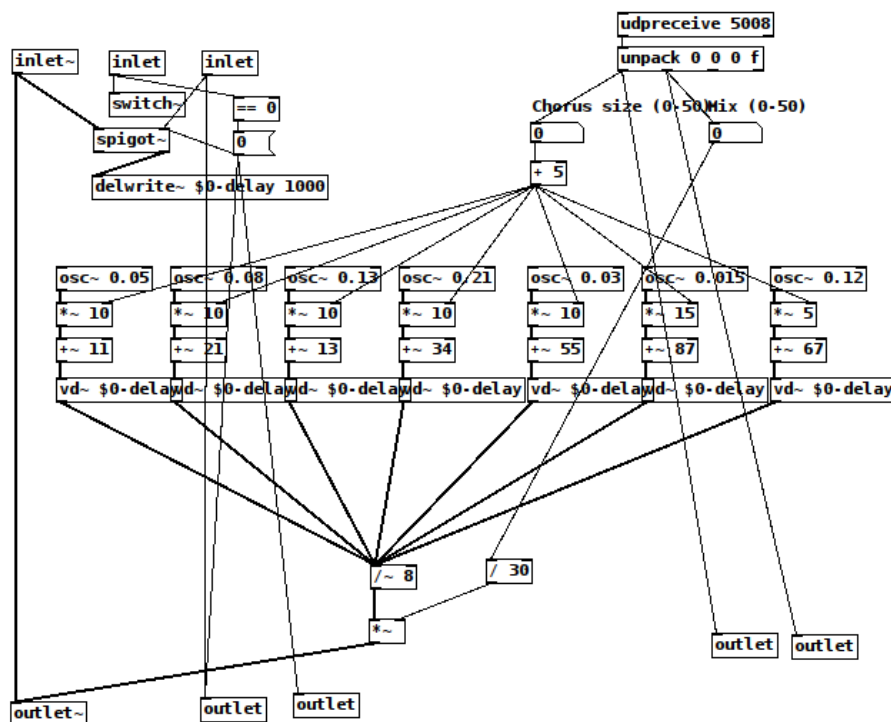 udpreceive 5008
unpack 0 0 0 f
inlet~
inlet
inlet
switch~
== 0
Chorus size (0-50)
Mix (0-50)
spigot~
0
0
0
+ 5
delwrite~ $0-delay 1000
osc~ 0.05
osc~ 0.08
osc~ 0.13
osc~ 0.21
osc~ 0.03
osc~ 0.015
osc~ 0.12
*~ 10
*~ 10
*~ 10
*~ 10
*~ 10
*~ 15
*~ 5
+~ 11
+~ 21
+~ 13
+~ 34
+~ 55
+~ 87
+~ 67
vd~ $0-delay
vd~ $0-delay
vd~ $0-delay
vd~ $0-delay
vd~ $0-delay
vd~ $0-delay
vd~ $0-delay
/~ 8
/ 30
*~
outlet
outlet
outlet~
outlet
outlet